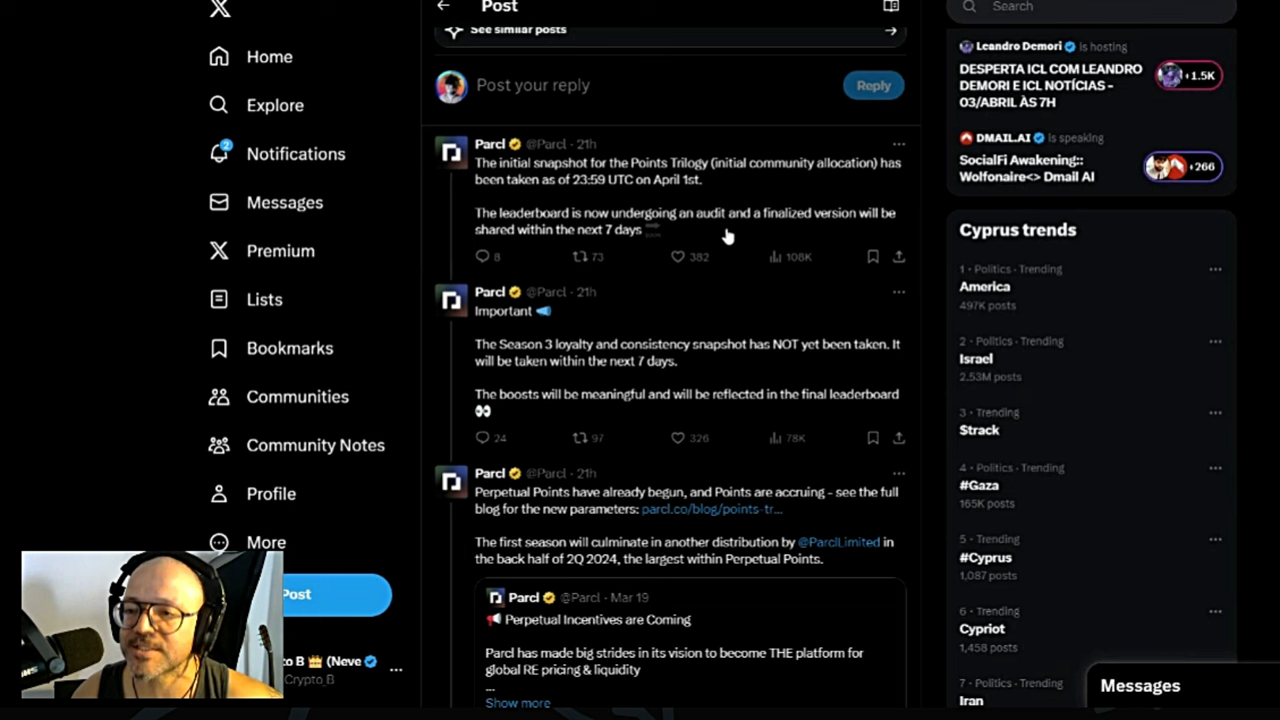 Home
Explore
2
Notifications
Messages
Premium
Lists
Bookmarks
Communities
Community Notes
Profile
More
Post
to B 👑 (Neve
Crypto_B
Post
See similar posts
Post your reply
Reply
Parcl @Parcl · 21h
The initial snapshot for the Points Trilogy (initial community allocation) has
been taken as of 23:59 UTC on April 1st.
The leaderboard is now undergoing an audit and a finalized version will be
shared within the next 7 days
8 73 382 108K
Parcl @Parcl · 21h
Important
The Season 3 loyalty and consistency snapshot has NOT yet been taken. It
will be taken within the next 7 days.
The boosts will be meaningful and will be reflected in the final leaderboard
👀
24 97 326 78K
Parcl @Parcl · 21h
Perpetual Points have already begun, and Points are accruing - see the full
blog for the new parameters: parcl.co/blog/points-tr...
The first season will culminate in another distribution by @ParclLimited in
the back half of 2Q 2024, the largest within Perpetual Points.
Parcl @Parcl · Mar 19
📢 Perpetual Incentives are Coming
Parcl has made big strides in its vision to become THE platform for
global RE pricing & liquidity
...
Show more
Search
Leandro Demori is hosting
DESPERTA ICL COM LEANDRO
DEMORI E ICL NOTÍCIAS -
03/ABRIL ÀS 7H
+1.5K
DMAIL.AI is speaking
SocialFi Awakening::
Wolfonaire<> Dmail AI
+266
Cyprus trends
1 · Politics · Trending
America
497K posts
2 · Politics · Trending
Israel
2.53M posts
3 · Trending
$track
4 · Politics · Trending
#Gaza
165K posts
5 · Trending
#Cyprus
1,087 posts
6 · Trending
Cypriot
1,458 posts
7 · Politics · Trending
Iran
Messages